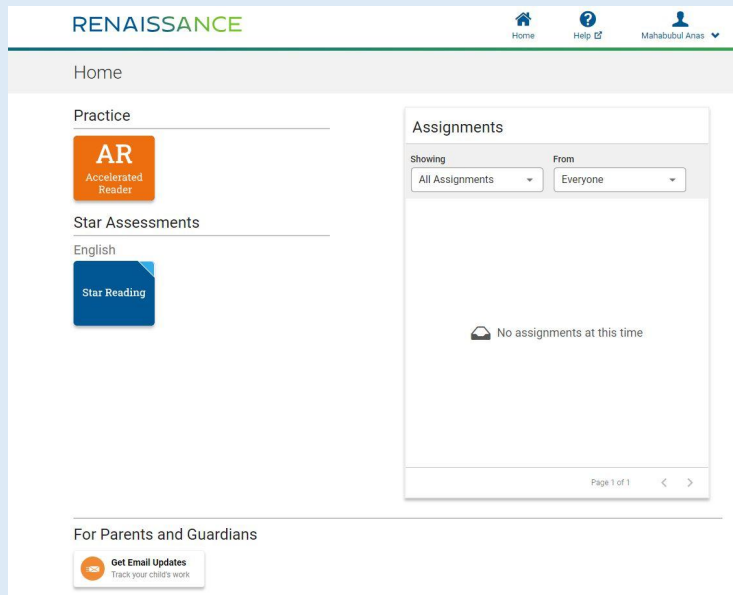 RENAISSANCE
Home
Help
Mahabubul Anas
Home
Practice
AR
Accelerated
Reader
Star Assessments
English
Star Reading
Assignments
Showing
From
All Assignments
Everyone
No assignments at this time
Page 1 of 1
For Parents and Guardians
Get Email Updates
Track your child's work